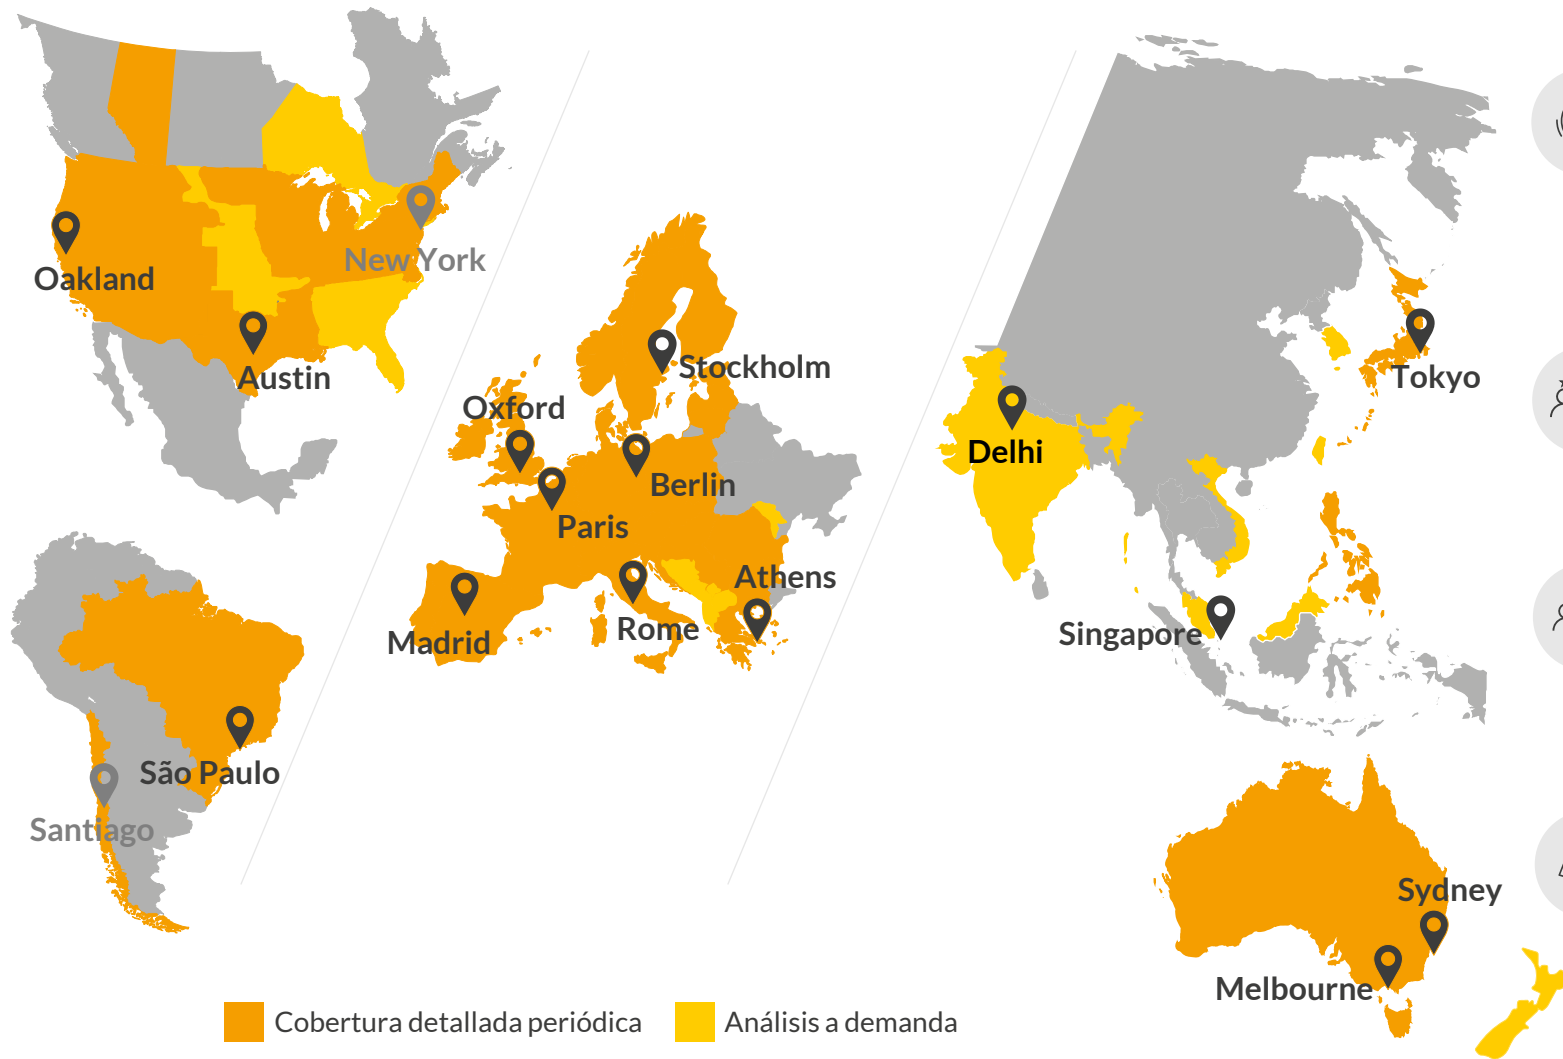 New York
Oakland
Austin
Stockholm
Oxford
Berlin
Paris
Athens
Rome
Madrid
Tokyo
Delhi
Singapore
São Paulo
Santiago
Sydney
Melbourne
Cobertura detallada periódica
Análisis a demanda